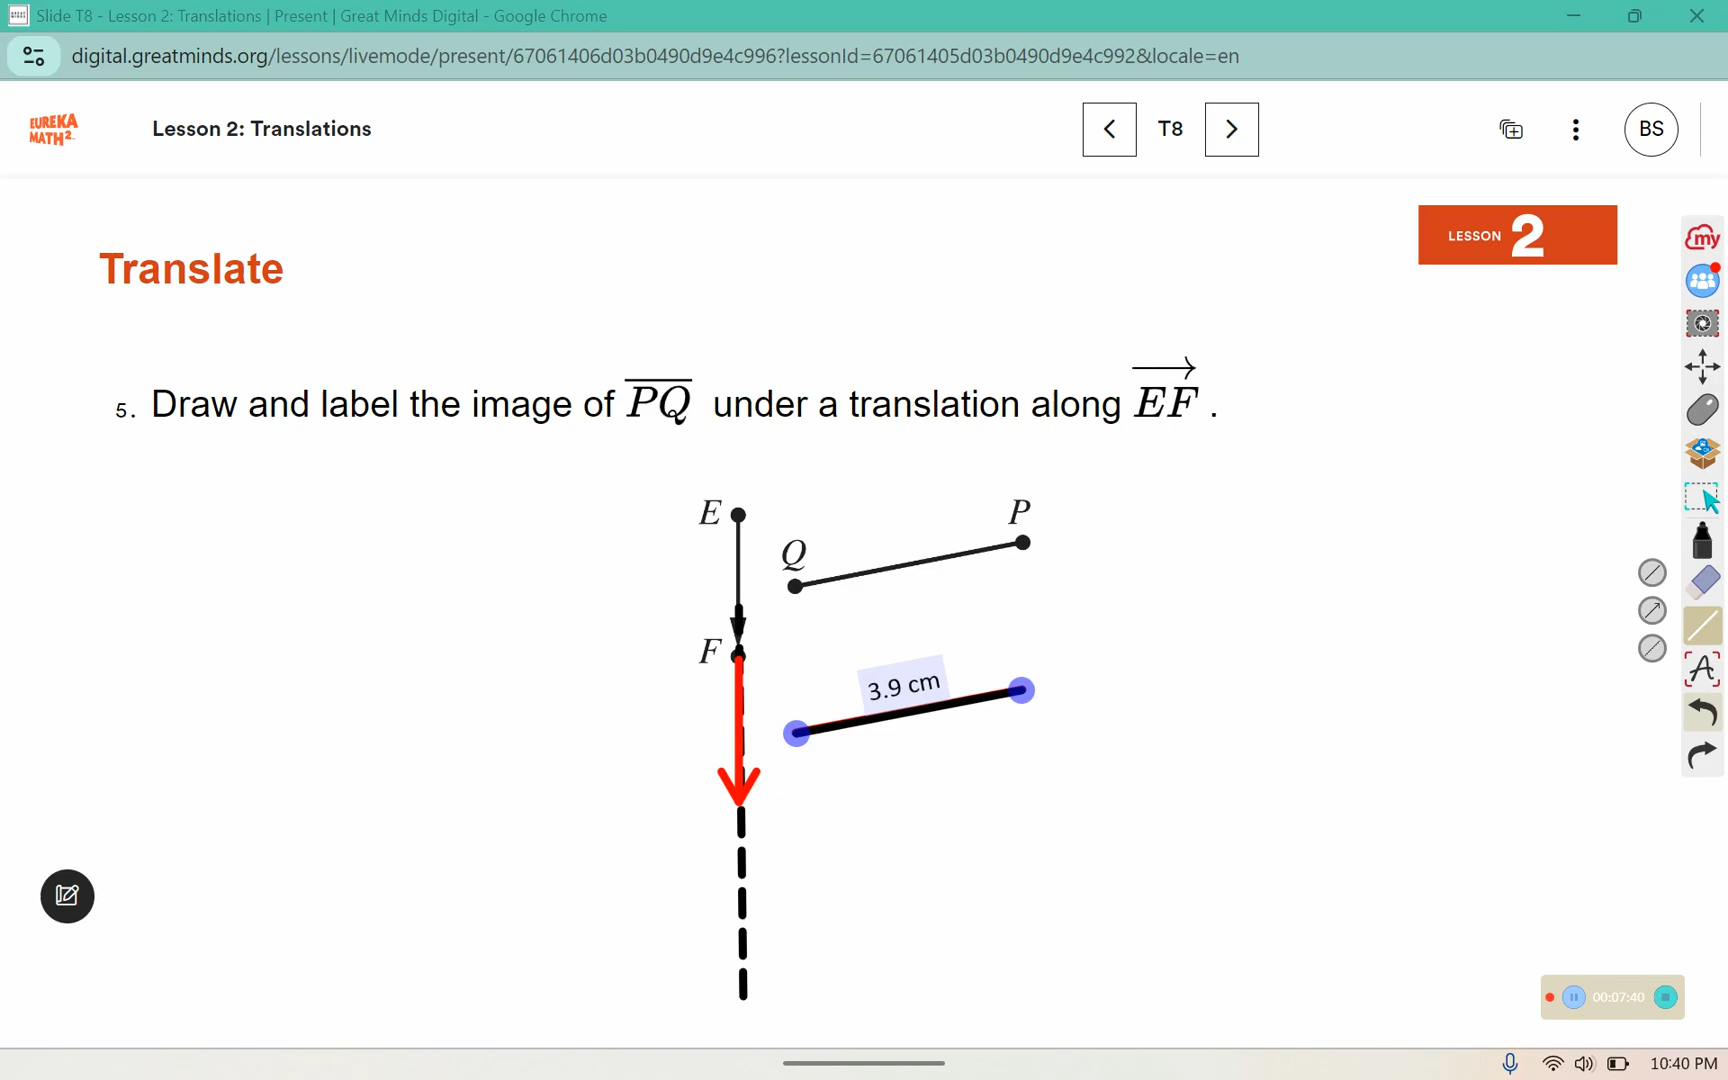 Slide T8 - Lesson 2: Translations | Present | Great Minds Digital - Google Chrome
digital.greatminds.org/lessons/livemode/present/67061406d03b0490d9e4c996?lessonId=67061405d03b0490d9e4c992&locale=en
EUREKA
MATH²
Lesson 2: Translations
T8
BS
LESSON 2
Translate
my
5. Draw and label the image of PQ under a translation along EF .
E
P
Q
F
3.9 cm
A
00:07:40
10:40 PM